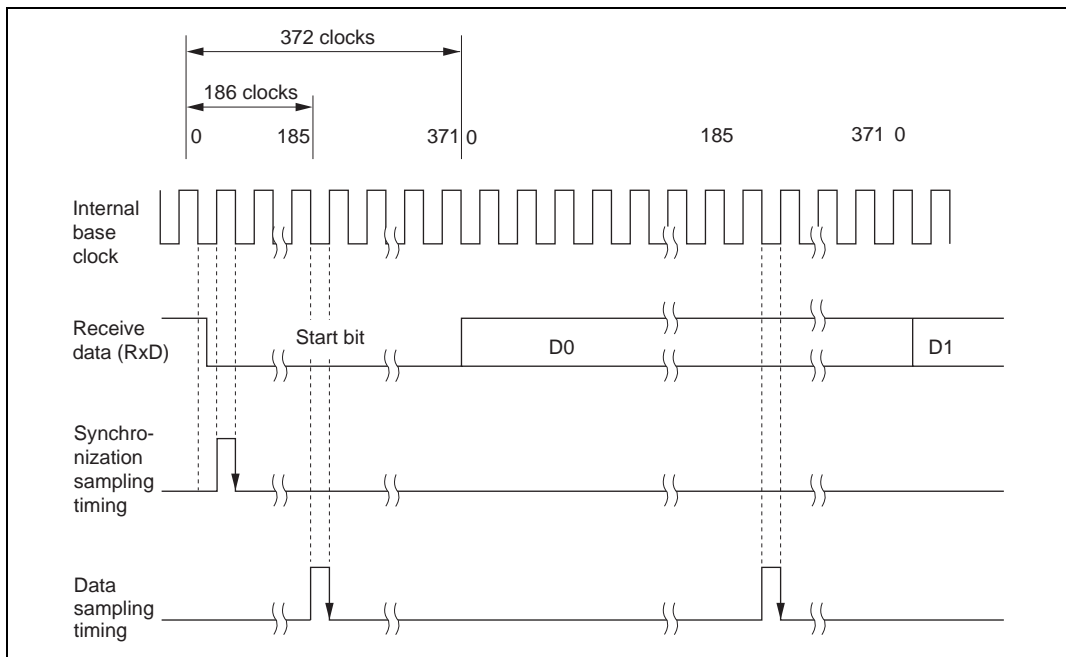 372 clocks
186 clocks
0 185 371 0 185 371 0
Internal
base
clock
Receive
data (RxD)
Start bit
D0
D1
Synchro-
nization
sampling
timing
Data
sampling
timing